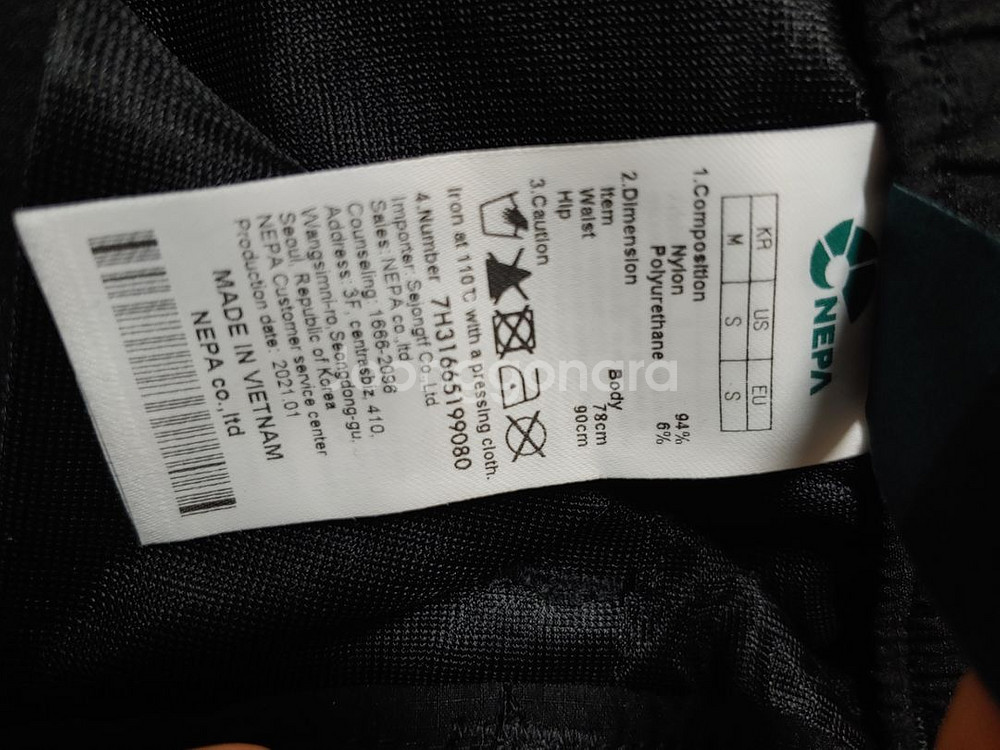 NEPA
KR US EU
M S S
1.Composition
Nylon 94%
Polyurethane 6%
2.Dimension
Item Body
Waist 78cm
Hip 90cm
3.Caution
Iron at 110℃ with a pressing cloth.
4.Number 7H31665199080
Importer: Sejongtf Co.,Ltd
Sales: NEPA co.,ltd
Counseling: 1666-2096
Address: 3F, centrasbiz, 410,
Wangsimni-ro, Seongdong-gu,
Seoul, Republic of Korea
NEPA Customer service center
Production date: 2021.01
MADE IN VIETNAM
NEPA co.,ltd